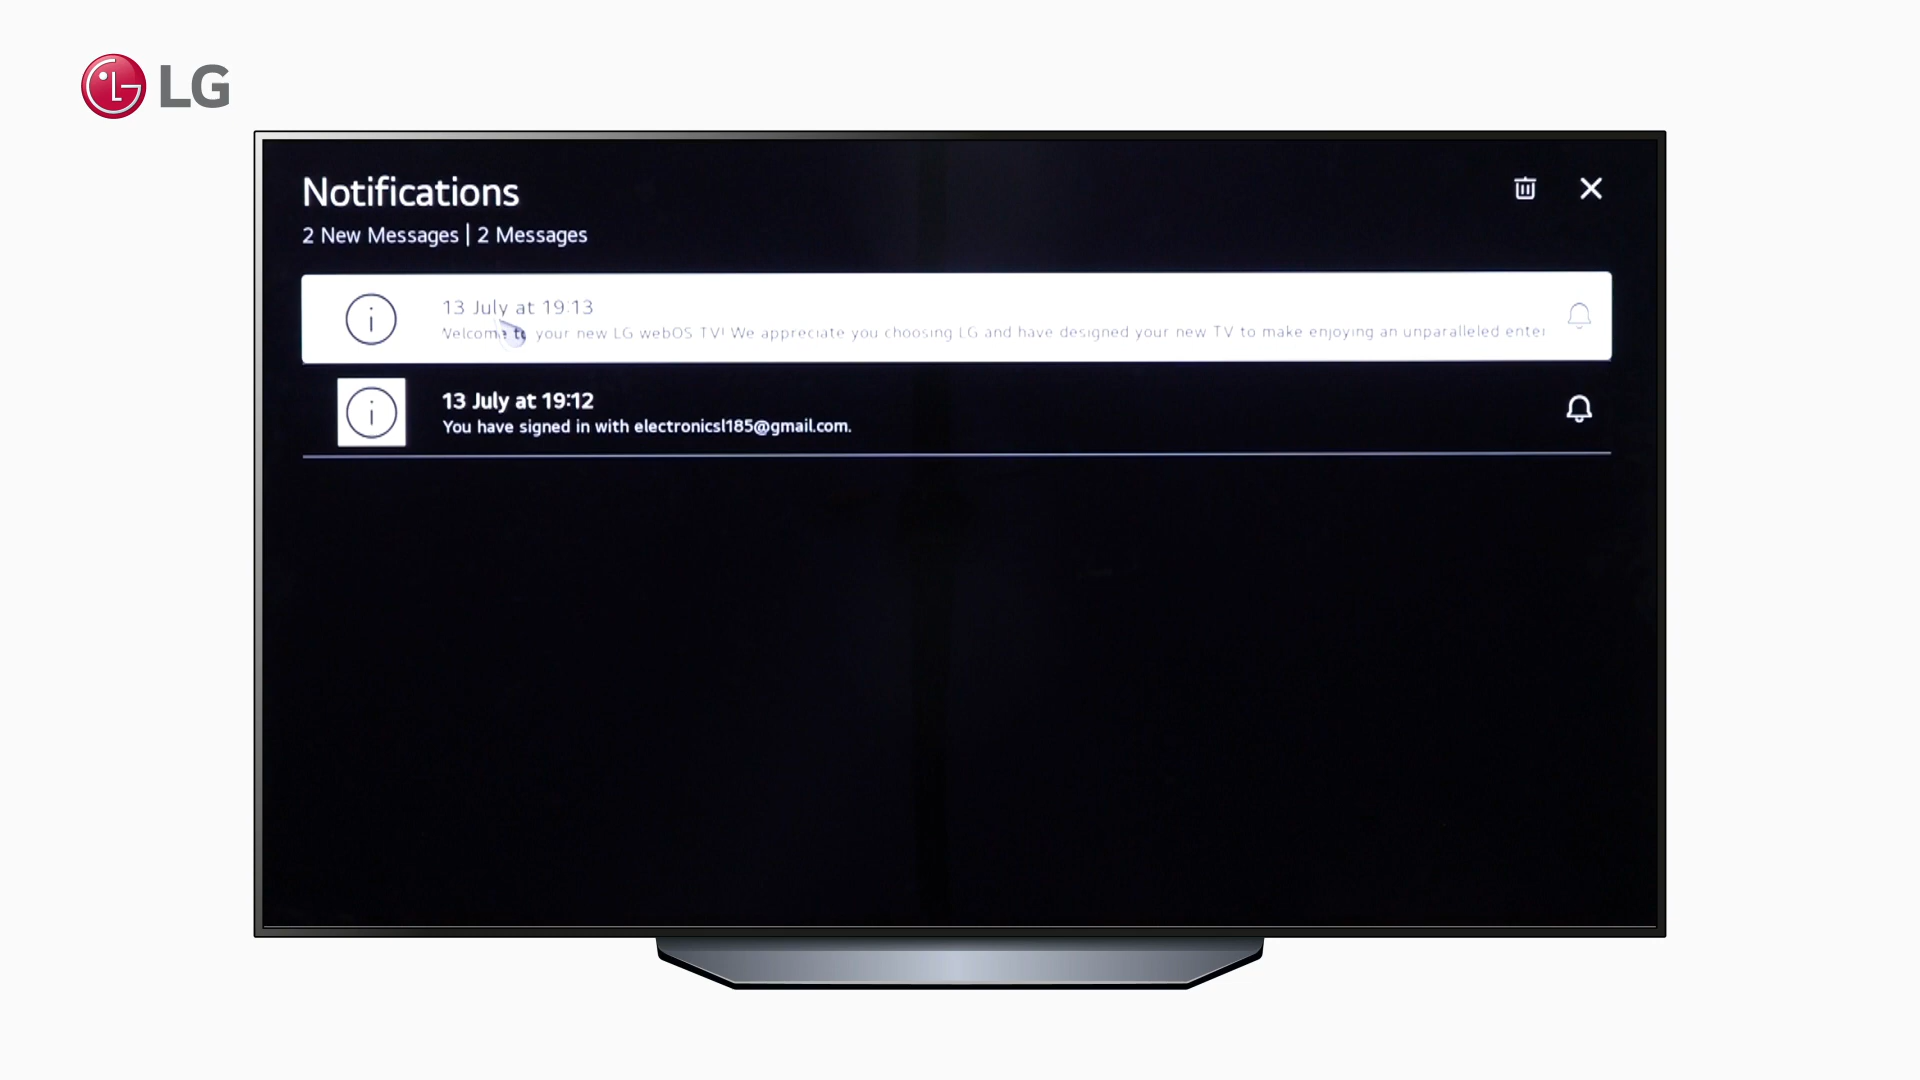 LG
Notifications
2 New Messages | 2 Messages
13 July at 19:13
Welcome to your new LG webOS TV! We appreciate you choosing LG and have designed your new TV to make enjoying an unparalleled enter
13 July at 19:12
You have signed in with electronicsl185@gmail.com.